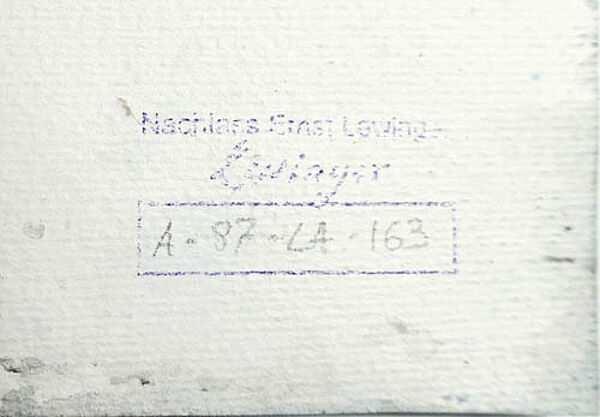 Nachlass Ernst Lewinger
Lewinger
A - 87 - LA - 163